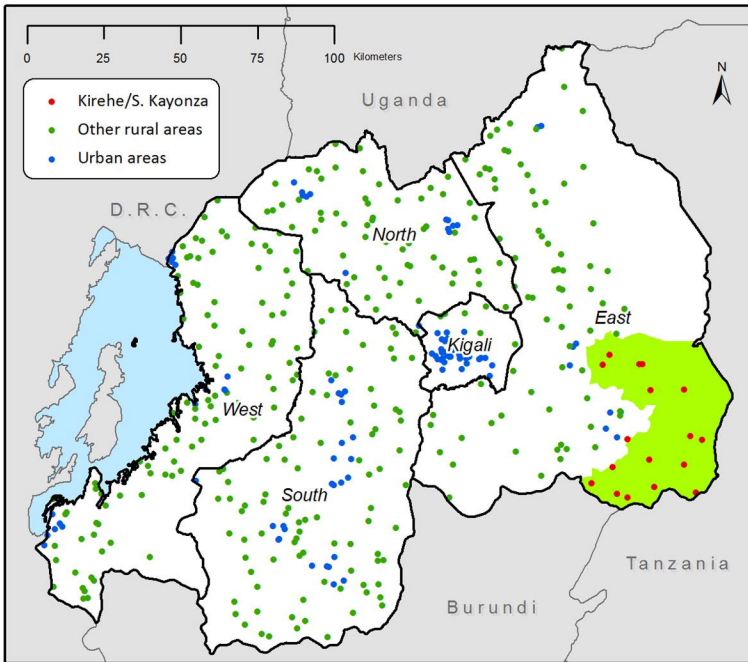 0 25 50 75 100 Kilometers
Kirehe/S. Kayonza
Other rural areas
Urban areas
N
Uganda
D.R.C.
North
East
Kigali
West
South
Tanzania
Burundi